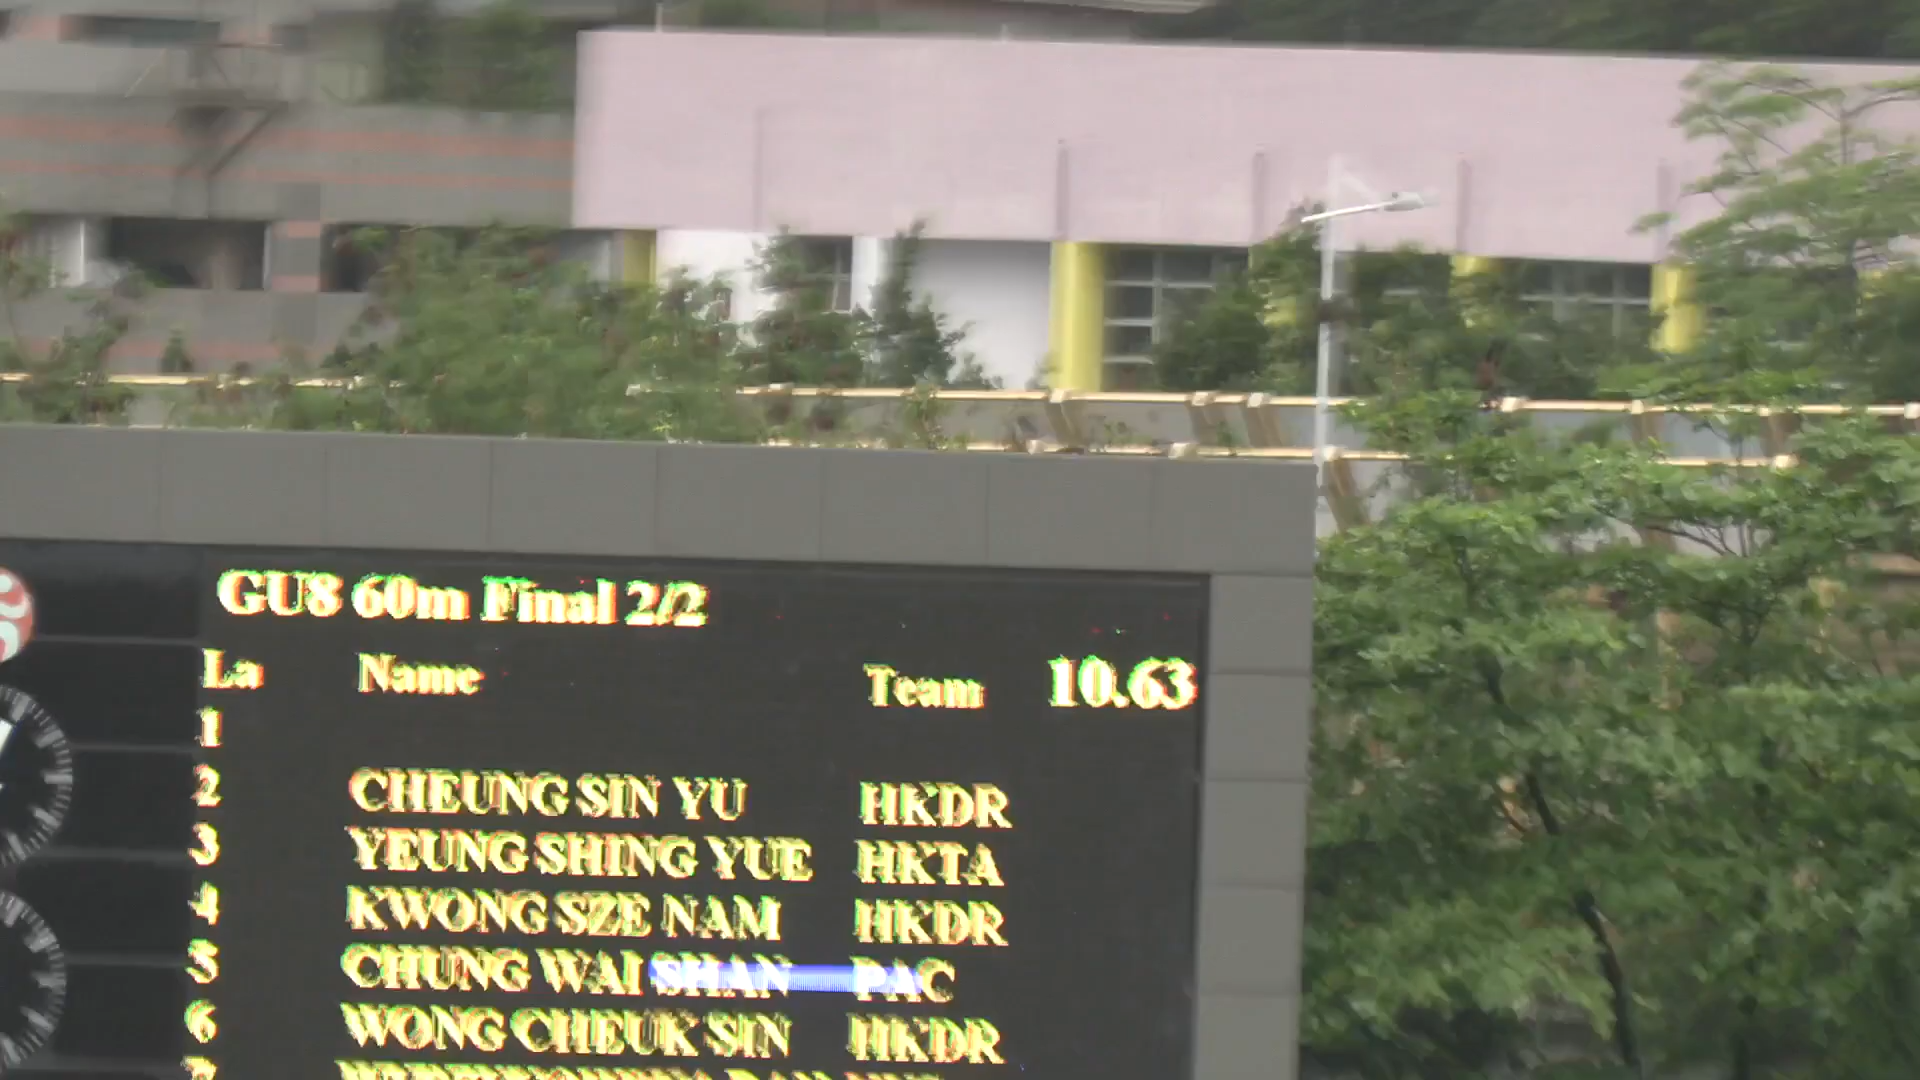 GU8 60m Final 2/2
La Name Team 10.63
1
2 CHEUNG SIN YU HKDR
3 YEUNG SHING YUE HKTA
4 KWONG SZE NAM HKDR
5 CHUNG WAI SHAN PAC
6 WONG CHEUK SIN HKDR
7